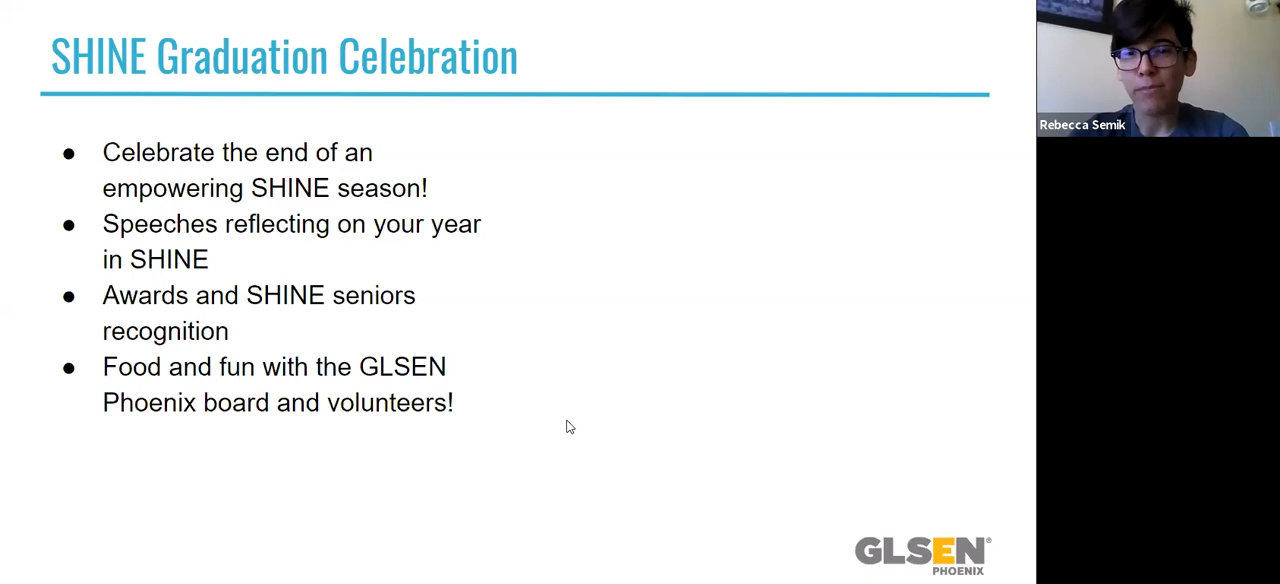 SHINE Graduation Celebration
● Celebrate the end of an
empowering SHINE season!
● Speeches reflecting on your year
in SHINE
● Awards and SHINE seniors
recognition
● Food and fun with the GLSEN
Phoenix board and volunteers!
GLSEN®
PHOENIX
Rebecca Semik